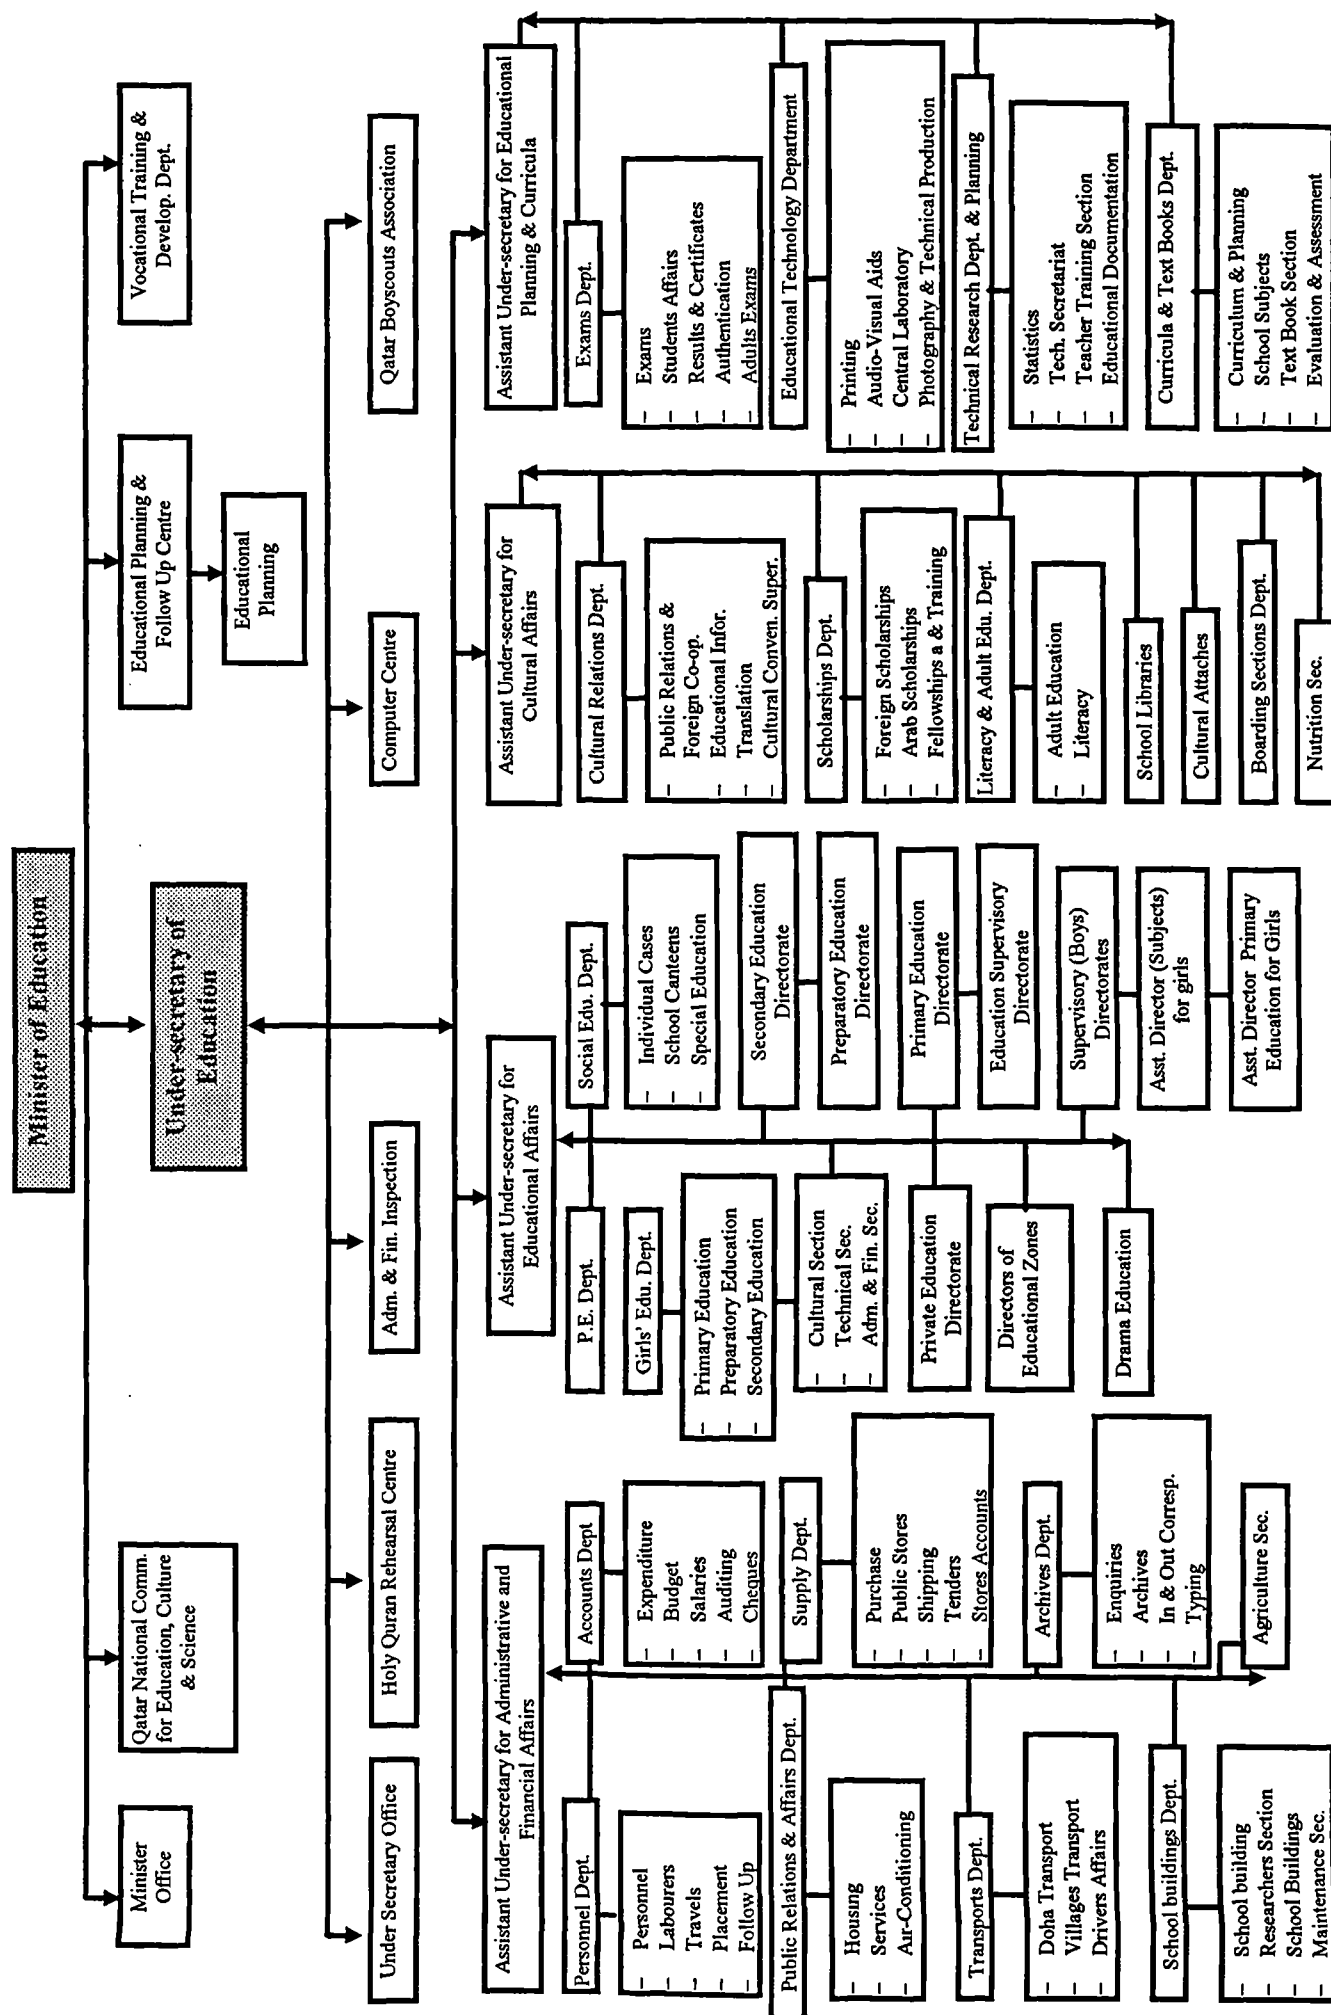 Minister of Education
Under-secretary of
Education
Minister
Office
Qatar National Comm.
for Education, Culture
& Science
Educational Planning &
Follow Up Centre
Educational
Planning
Vocational Training &
Develop. Dept.
Under Secretary Office
Holy Quran Rehearsal Centre
Adm. & Fin. Inspection
Computer Centre
Qatar Boyscouts Association
Assistant Under-secretary for Administrative and
Financial Affairs
Personnel Dept.
– Personnel
– Labourers
– Travels
– Placement
– Follow Up
Public Relations & Affairs Dept.
– Housing
– Services
– Air-Conditioning
Transports Dept.
– Doha Transport
– Villages Transport
– Drivers Affairs
School buildings Dept.
– School building
– Researchers Section
– School Buildings
– Maintenance Sec.
Accounts Dept
– Expenditure
– Budget
– Salaries
– Auditing
– Cheques
Supply Dept.
– Purchase
– Public Stores
– Shipping
– Tenders
– Stores Accounts
Archives Dept.
– Enquiries
– Archives
– In & Out Corresp.
– Typing
Agriculture Sec.
Assistant Under-secretary for
Educational Affairs
P.E. Dept.
Girls' Edu. Dept.
– Primary Education
– Preparatory Education
– Secondary Education
– Cultural Section
– Technical Sec.
– Adm. & Fin. Sec.
Private Education
Directorate
Directors of
Educational Zones
Drama Education
Social Edu. Dept.
– Individual Cases
– School Canteens
– Special Education
Secondary Education
Directorate
Preparatory Education
Directorate
Primary Education
Directorate
Education Supervisory
Directorate
Supervisory (Boys)
Directorates
Asst. Director (Subjects)
for girls
Asst. Director Primary
Education for Girls
Assistant Under-secretary for
Cultural Affairs
Cultural Relations Dept.
– Public Relations &
– Foreign Co-op.
– Educational Infor.
– Translation
– Cultural Conven. Super.
Scholarships Dept.
– Foreign Scholarships
– Arab Scholarships
– Fellowships a & Training
Literacy & Adult Edu. Dept.
– Adult Education
– Literacy
School Libraries
Cultural Attaches
Boarding Sections Dept.
Nutrition Sec.
Assistant Under-secretary for Educational
Planning & Curricula
Exams Dept.
– Exams
– Students Affairs
– Results & Certificates
– Authentication
– Adults Exams
Educational Technology Department
– Printing
– Audio-Visual Aids
– Central Laboratory
– Photography & Technical Production
Technical Research Dept. & Planning
– Statistics
– Tech. Secretariat
– Teacher Training Section
– Educational Documentation
Curricula & Text Books Dept.
– Curriculum & Planning
– School Subjects
– Text Book Section
– Evaluation & Assessment